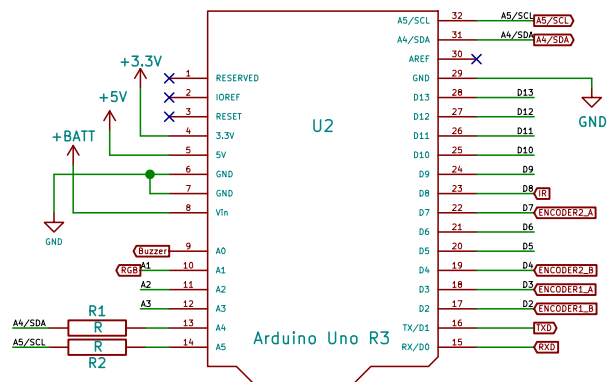 A5/SCL 32 A5/SCL A5/SCL
A4/SDA 31 A4/SDA A4/SDA
+3.3V AREF 30
1 RESERVED GND 29
+5V 2 IOREF D13 28 D13
GND
3 RESET U2 D12 27 D12
+BATT 4 3.3V D11 26 D11
5 5V D10 25 D10
6 GND D9 24 D9
7 GND D8 23 D8 IR
8 Vin D7 22 D7 ENCODER2_A
GND D6 21 D6
Buzzer 9 A0 D5 20 D5
RGB A1 10 A1 D4 19 D4 ENCODER2_B
A2 11 A2 D3 18 D3 ENCODER1_A
A3 12 A3 D2 17 D2 ENCODER1_B
R1
A4/SDA R 13 A4 TX/D1 16 TXD
Arduino Uno R3
A5/SCL R 14 A5 RX/D0 15 RXD
R2